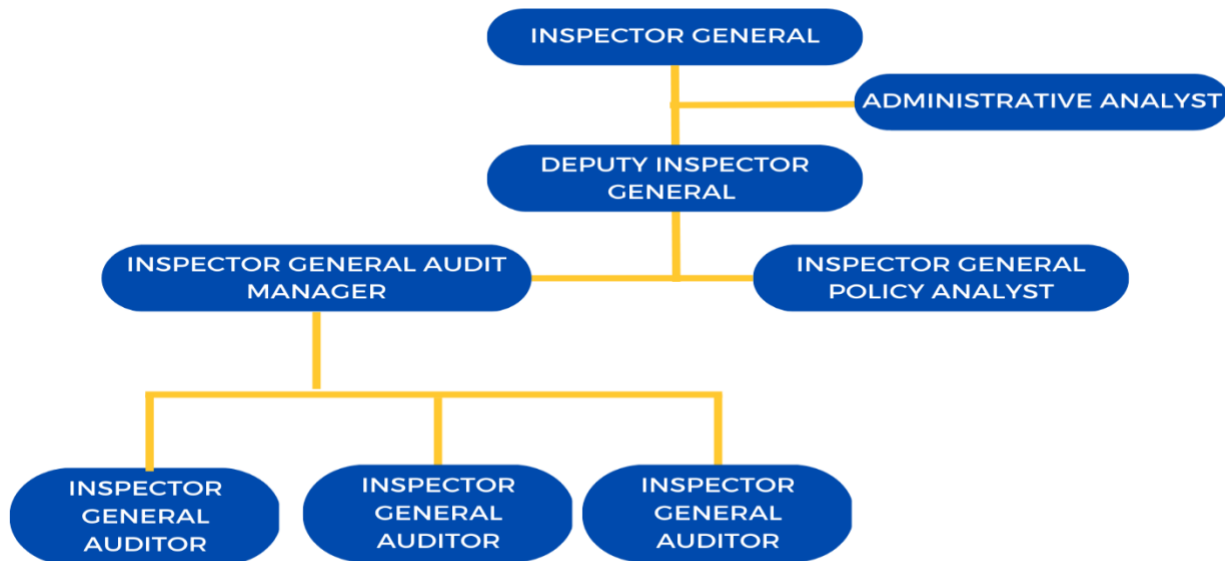 INSPECTOR GENERAL
ADMINISTRATIVE ANALYST
DEPUTY INSPECTOR
GENERAL
INSPECTOR GENERAL AUDIT
MANAGER
INSPECTOR GENERAL
POLICY ANALYST
INSPECTOR
GENERAL
AUDITOR
INSPECTOR
GENERAL
AUDITOR
INSPECTOR
GENERAL
AUDITOR